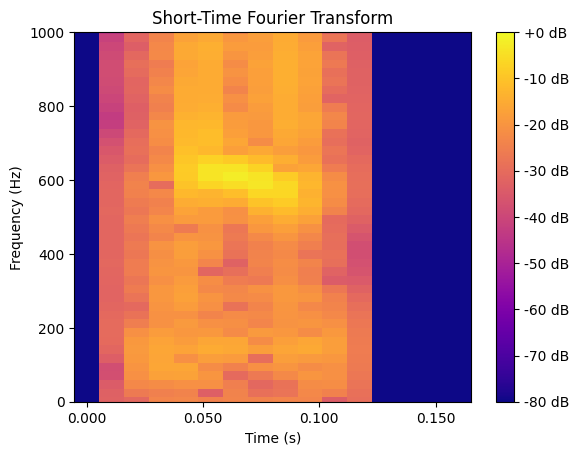 Short-Time Fourier Transform
1000
800
600
400
200
0
Frequency (Hz)
0.000
0.050
0.100
0.150
Time (s)
+0 dB
-10 dB
-20 dB
-30 dB
-40 dB
-50 dB
-60 dB
-70 dB
-80 dB